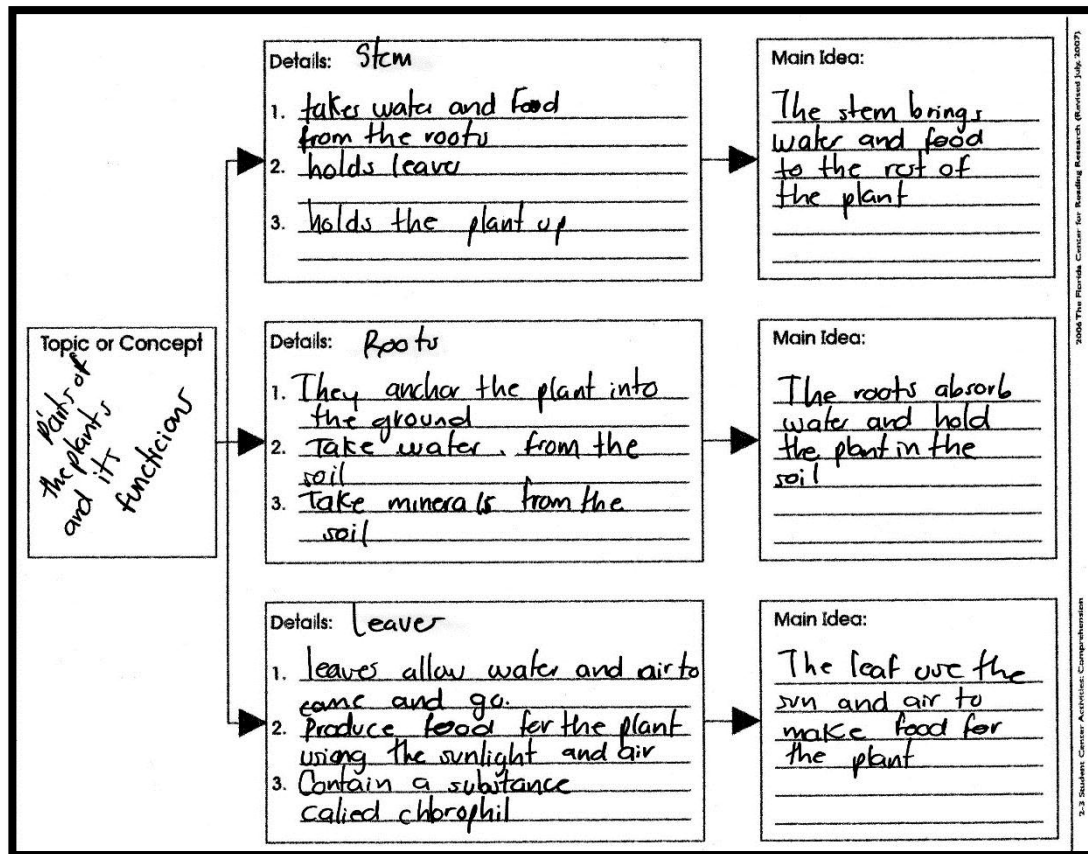 Details: Stem
1. takes water and food
from the roots
2. holds leaves
3. holds the plant up
Main Idea:
The stem brings
water and food
to the rest of
the plant
Topic or Concept
Parts of
the plants
and its
functicians
Details: Roots
1. They anchor the plant into
the ground
2. Take water. from the
soil
3. Take minerals from the
soil
Main Idea:
The roots absorb
water and hold
the plant in the
soil
Details: leaves
1. leaves allow water and air to
come and go.
2. Produce food for the plant
using the sunlight and air
3. Contain a substance
called chlorophil
Main Idea:
The leaf use the
sun and air to
make food for
the plant
2006 The Florida Center for Reading Research (Revised July, 2007)
2-3 Student Center Activities: Comprehension